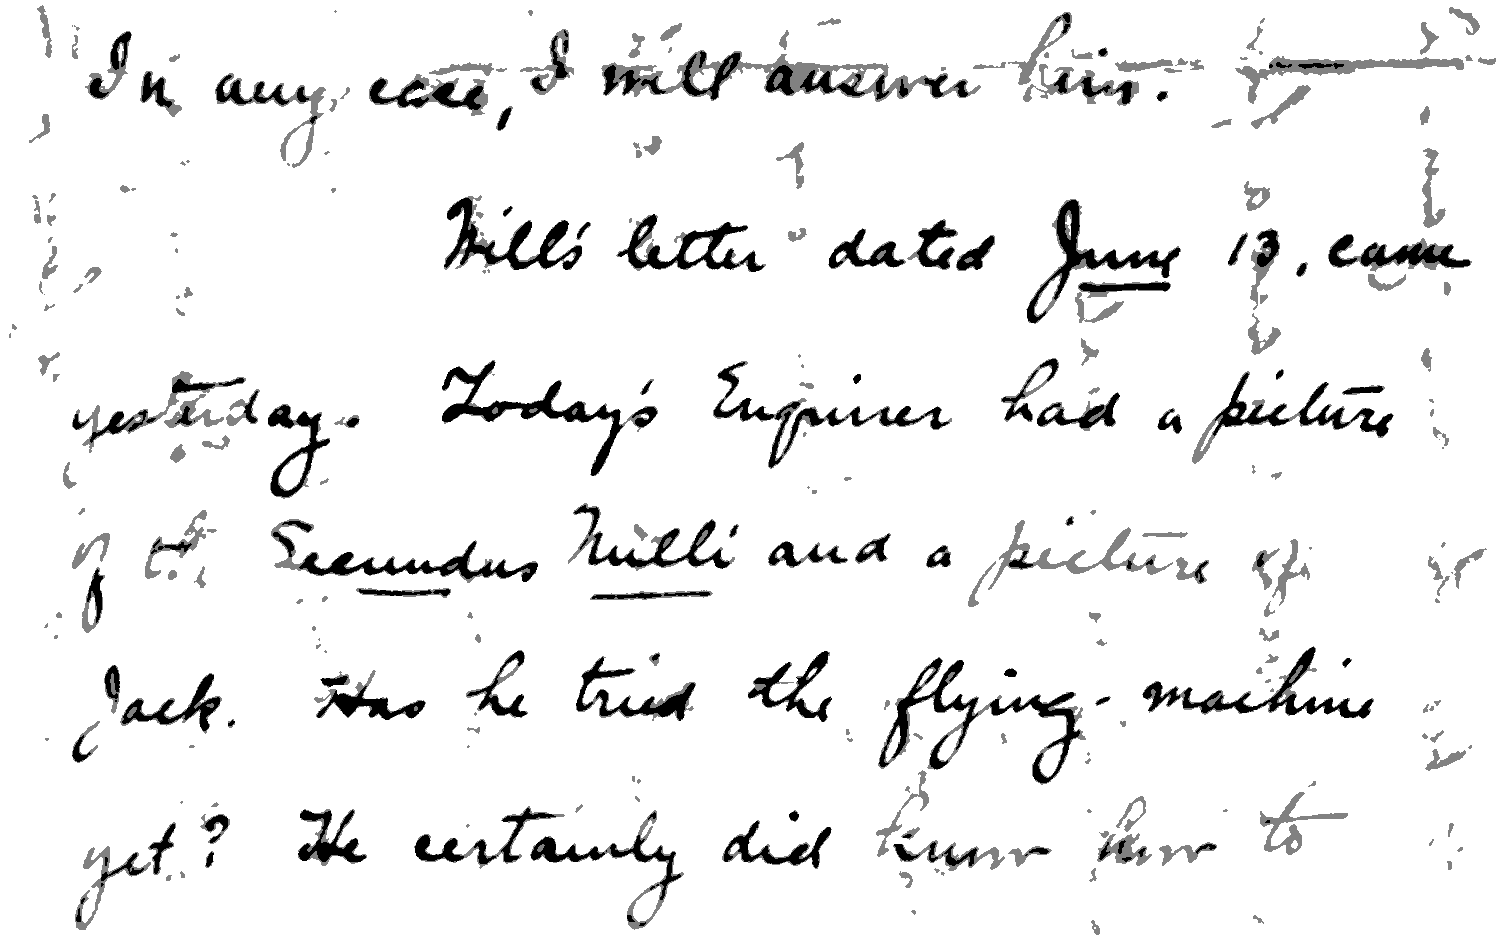 In any case, I will answer him.
Will's letter dated June 13, came
yesterday. Today's Enquirer had a picture
of the Secundus Nulli and a picture of
Jack. Has he tried the flying-machine
yet? He certainly did know how to